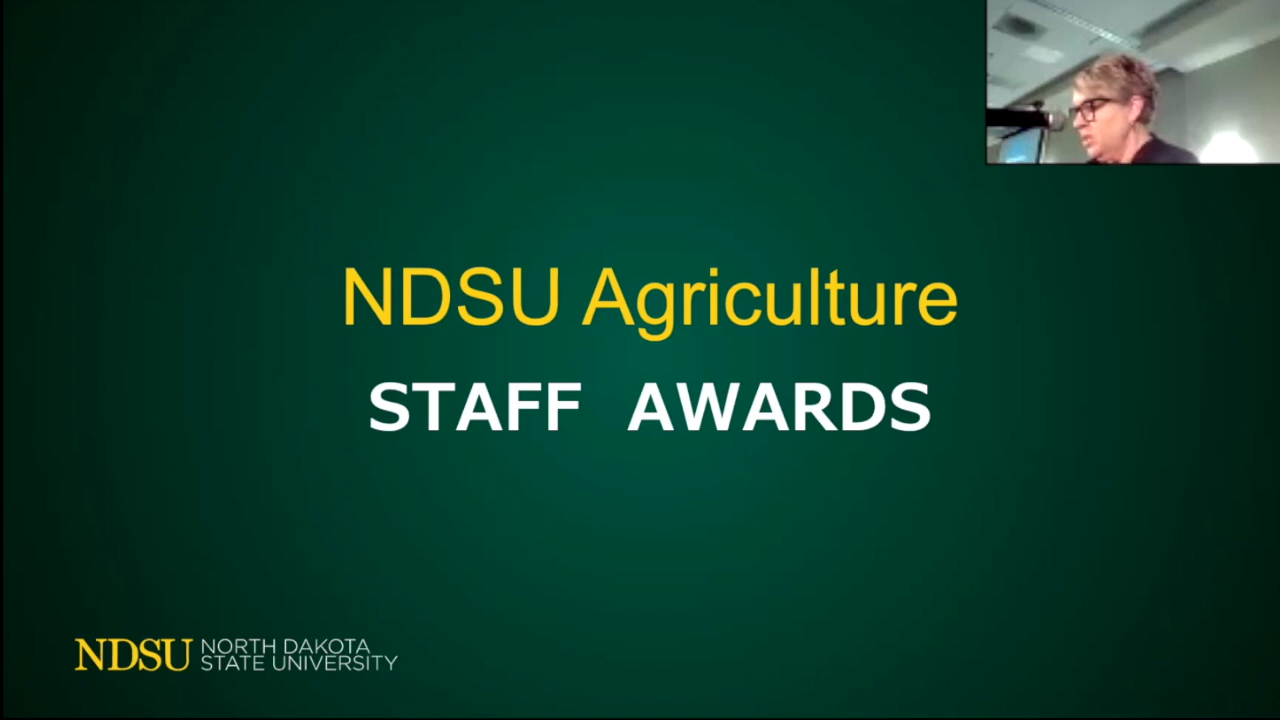 NDSU Agriculture
STAFF AWARDS
NDSU NORTH DAKOTA
STATE UNIVERSITY